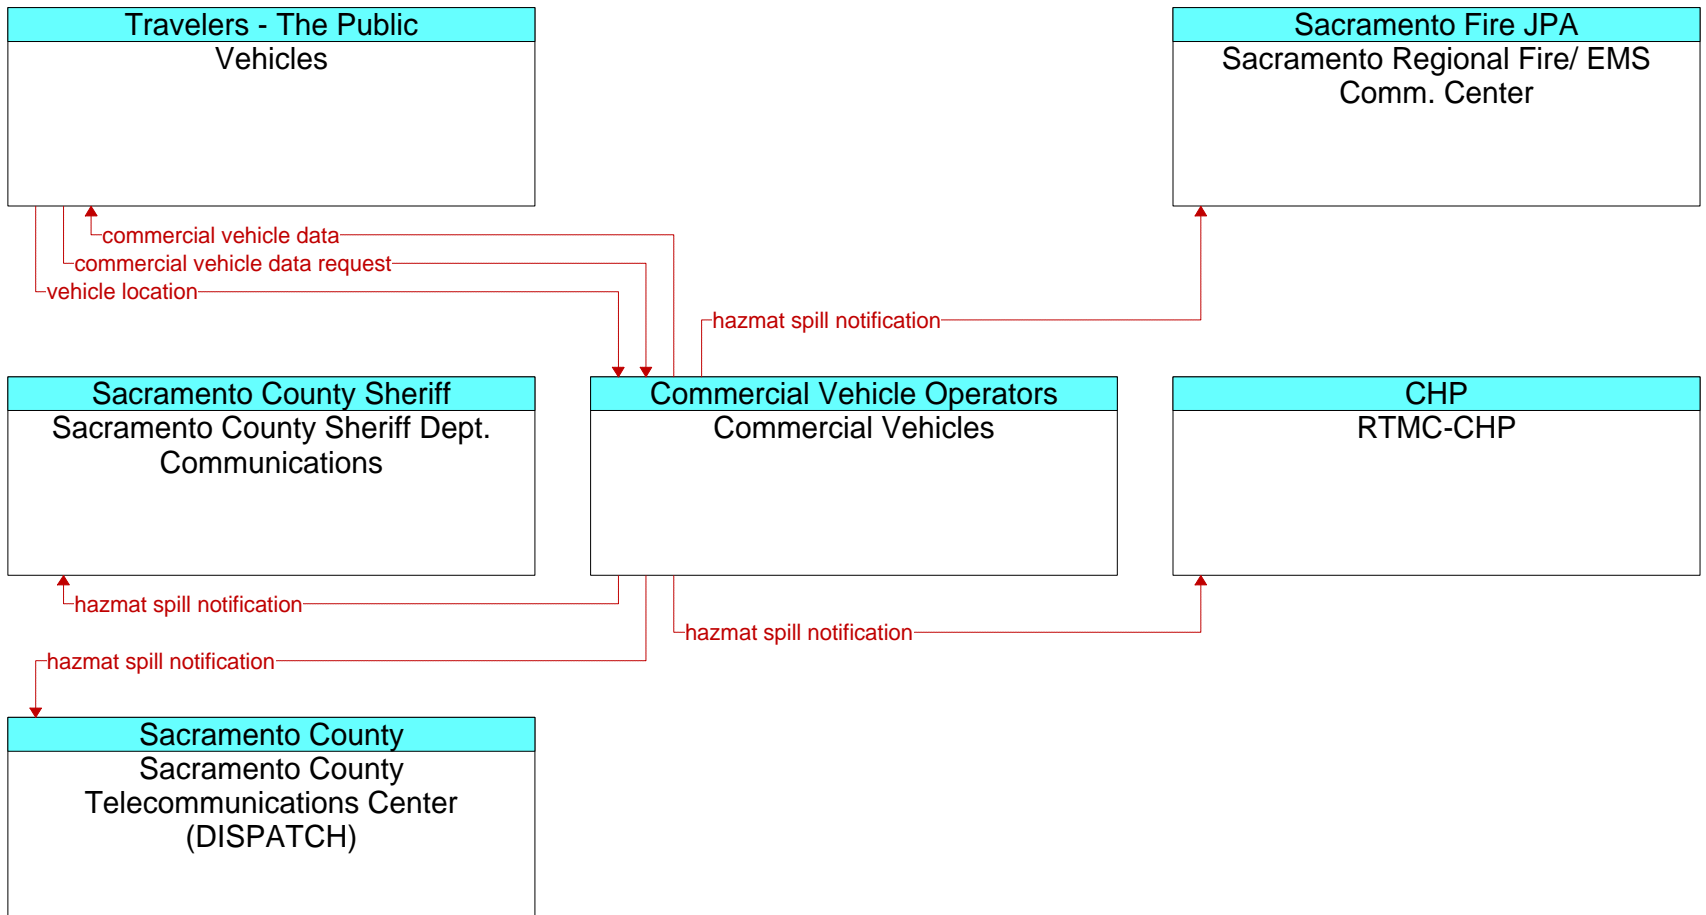 Travelers - The Public
Vehicles
Sacramento Fire JPA
Sacramento Regional Fire/ EMS
Comm. Center
commercial vehicle data
commercial vehicle data request
vehicle location
hazmat spill notification
Sacramento County Sheriff
Sacramento County Sheriff Dept.
Communications
Commercial Vehicle Operators
Commercial Vehicles
CHP
RTMC-CHP
hazmat spill notification
hazmat spill notification
hazmat spill notification
Sacramento County
Sacramento County
Telecommunications Center
(DISPATCH)